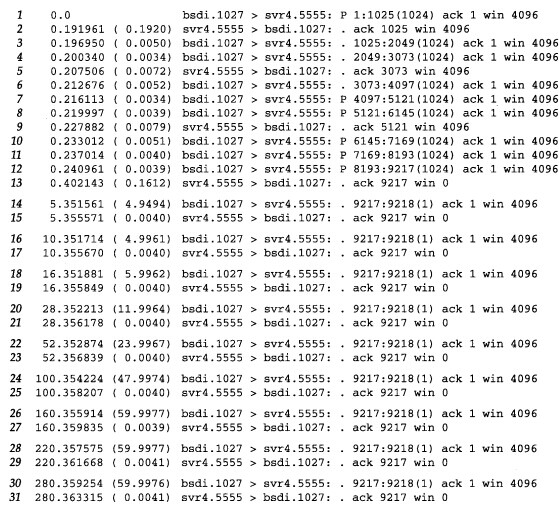 1 0.0 bsdi.1027 > svr4.5555: P 1:1025(1024) ack 1 win 4096
2 0.191961 ( 0.1920) svr4.5555 > bsdi.1027: . ack 1025 win 4096
3 0.196950 ( 0.0050) bsdi.1027 > svr4.5555: . 1025:2049(1024) ack 1 win 4096
4 0.200340 ( 0.0034) bsdi.1027 > svr4.5555: . 2049:3073(1024) ack 1 win 4096
5 0.207506 ( 0.0072) svr4.5555 > bsdi.1027: . ack 3073 win 4096
6 0.212676 ( 0.0052) bsdi.1027 > svr4.5555: . 3073:4097(1024) ack 1 win 4096
7 0.216113 ( 0.0034) bsdi.1027 > svr4.5555: P 4097:5121(1024) ack 1 win 4096
8 0.219997 ( 0.0039) bsdi.1027 > svr4.5555: P 5121:6145(1024) ack 1 win 4096
9 0.227882 ( 0.0079) svr4.5555 > bsdi.1027: . ack 5121 win 4096
10 0.233012 ( 0.0051) bsdi.1027 > svr4.5555: P 6145:7169(1024) ack 1 win 4096
11 0.237014 ( 0.0040) bsdi.1027 > svr4.5555: P 7169:8193(1024) ack 1 win 4096
12 0.240961 ( 0.0039) bsdi.1027 > svr4.5555: P 8193:9217(1024) ack 1 win 4096
13 0.402143 ( 0.1612) svr4.5555 > bsdi.1027: . ack 9217 win 0
14 5.351561 ( 4.9494) bsdi.1027 > svr4.5555: . 9217:9218(1) ack 1 win 4096
15 5.355571 ( 0.0040) svr4.5555 > bsdi.1027: . ack 9217 win 0
16 10.351714 ( 4.9961) bsdi.1027 > svr4.5555: . 9217:9218(1) ack 1 win 4096
17 10.355670 ( 0.0040) svr4.5555 > bsdi.1027: . ack 9217 win 0
18 16.351881 ( 5.9962) bsdi.1027 > svr4.5555: . 9217:9218(1) ack 1 win 4096
19 16.355849 ( 0.0040) svr4.5555 > bsdi.1027: . ack 9217 win 0
20 28.352213 (11.9964) bsdi.1027 > svr4.5555: . 9217:9218(1) ack 1 win 4096
21 28.356178 ( 0.0040) svr4.5555 > bsdi.1027: . ack 9217 win 0
22 52.352874 (23.9967) bsdi.1027 > svr4.5555: . 9217:9218(1) ack 1 win 4096
23 52.356839 ( 0.0040) svr4.5555 > bsdi.1027: . ack 9217 win 0
24 100.354224 (47.9974) bsdi.1027 > svr4.5555: . 9217:9218(1) ack 1 win 4096
25 100.358207 ( 0.0040) svr4.5555 > bsdi.1027: . ack 9217 win 0
26 160.355914 (59.9977) bsdi.1027 > svr4.5555: . 9217:9218(1) ack 1 win 4096
27 160.359835 ( 0.0039) svr4.5555 > bsdi.1027: . ack 9217 win 0
28 220.357575 (59.9977) bsdi.1027 > svr4.5555: . 9217:9218(1) ack 1 win 4096
29 220.361668 ( 0.0041) svr4.5555 > bsdi.1027: . ack 9217 win 0
30 280.359254 (59.9976) bsdi.1027 > svr4.5555: . 9217:9218(1) ack 1 win 4096
31 280.363315 ( 0.0041) svr4.5555 > bsdi.1027: . ack 9217 win 0